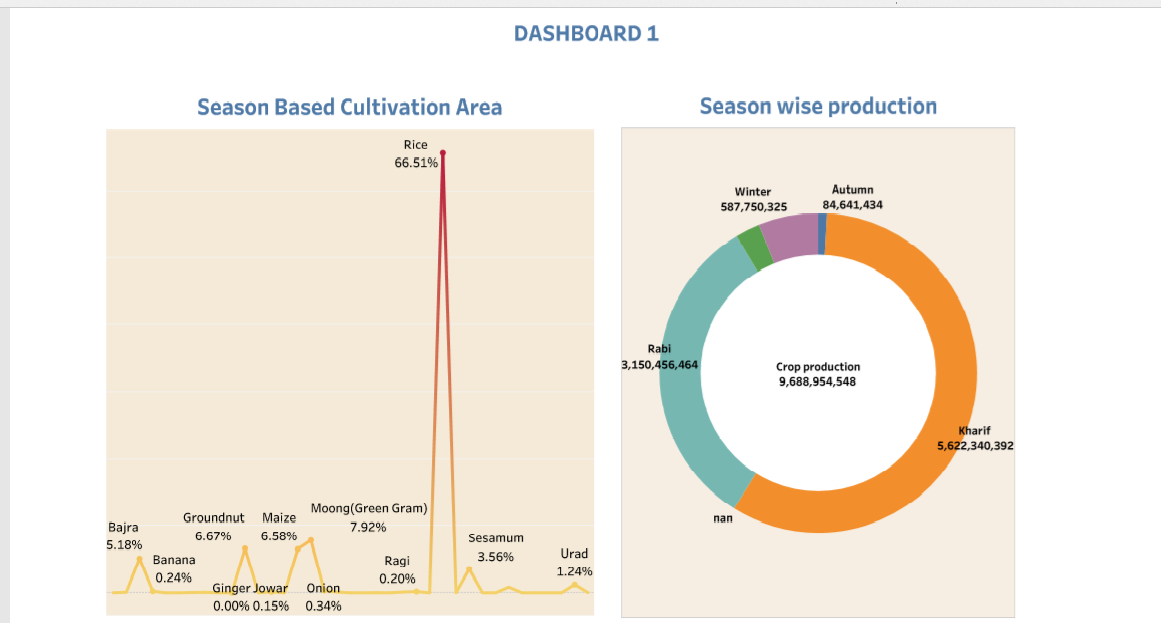 DASHBOARD 1
Season Based Cultivation Area
Rice
66.51%
Moong(Green Gram)
7.92%
Groundnut
6.67%
Maize
6.58%
Bajra
5.18%
Banana
0.24%
Sesamum
3.56%
Ragi
0.20%
Urad
1.24%
Ginger Jowar Onion
0.00% 0.15% 0.34%
Season wise production
Winter
587,750,325
Autumn
84,641,434
Rabi
3,150,456,464
Crop production
9,688,954,548
Kharif
5,622,340,392
nan